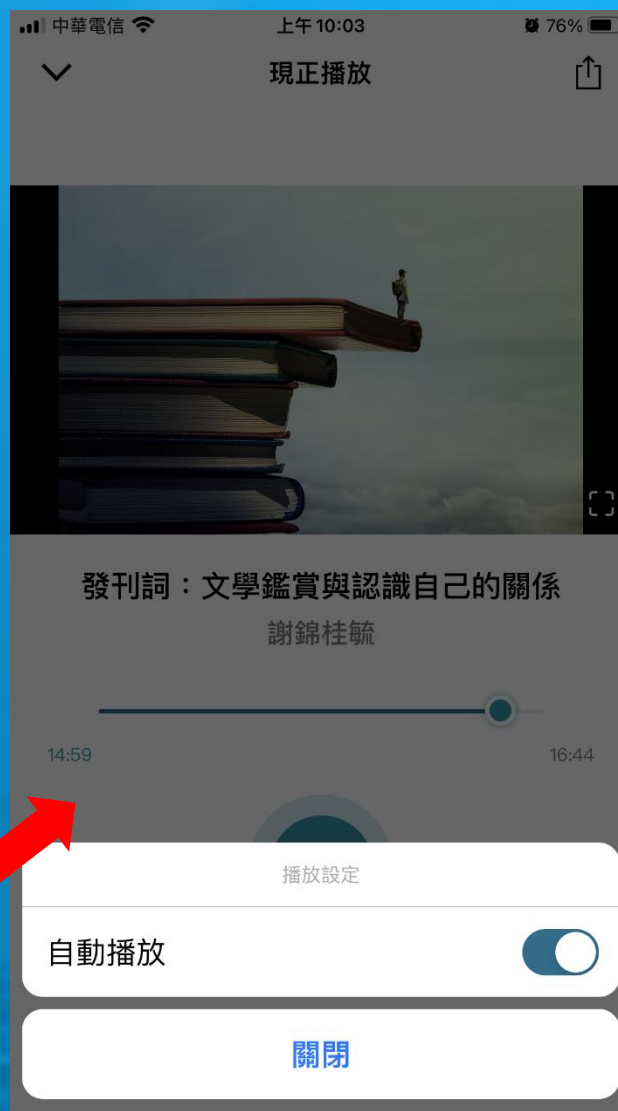 中華電信 上午10:03 76%
現正播放
發刊詞：文學鑑賞與認識自己的關係
謝錦桂毓
14:59 16:44
播放設定
自動播放
關閉